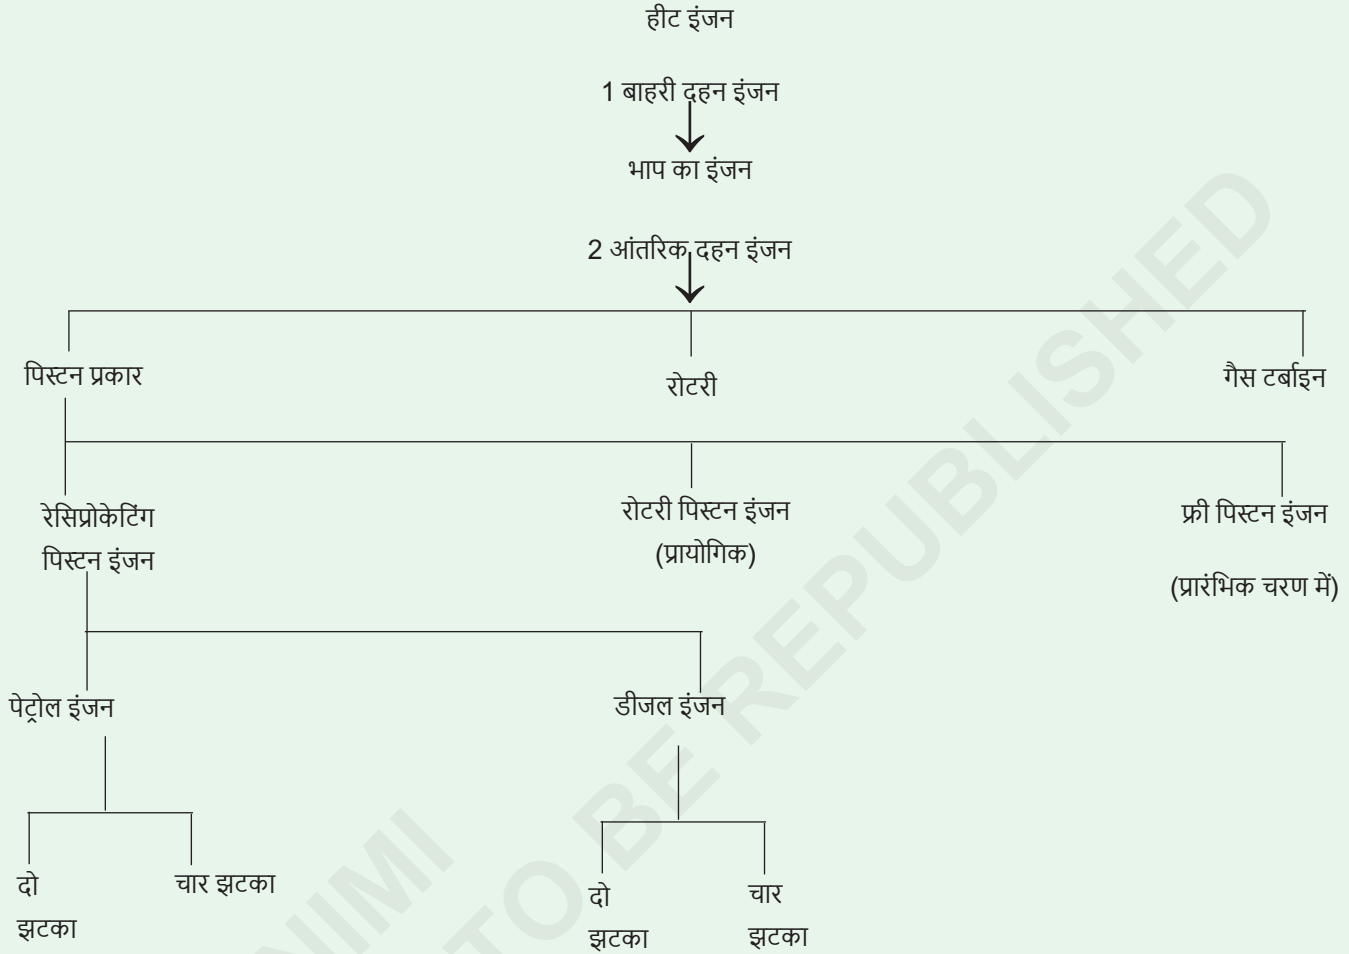 हीट इंजन
1 बाहरी दहन इंजन
भाप का इंजन
2 आंतरिक दहन इंजन
पिस्टन प्रकार
रोटरी
गैस टर्बाइन
रेसिप्रोकेटिंग
पिस्टन इंजन
रोटरी पिस्टन इंजन
(प्रायोगिक)
फ्री पिस्टन इंजन
(प्रारंभिक चरण में)
पेट्रोल इंजन
डीजल इंजन
दो
झटका
चार झटका
दो
झटका
चार
झटका
NIMI
TO BE REPUBLISHED